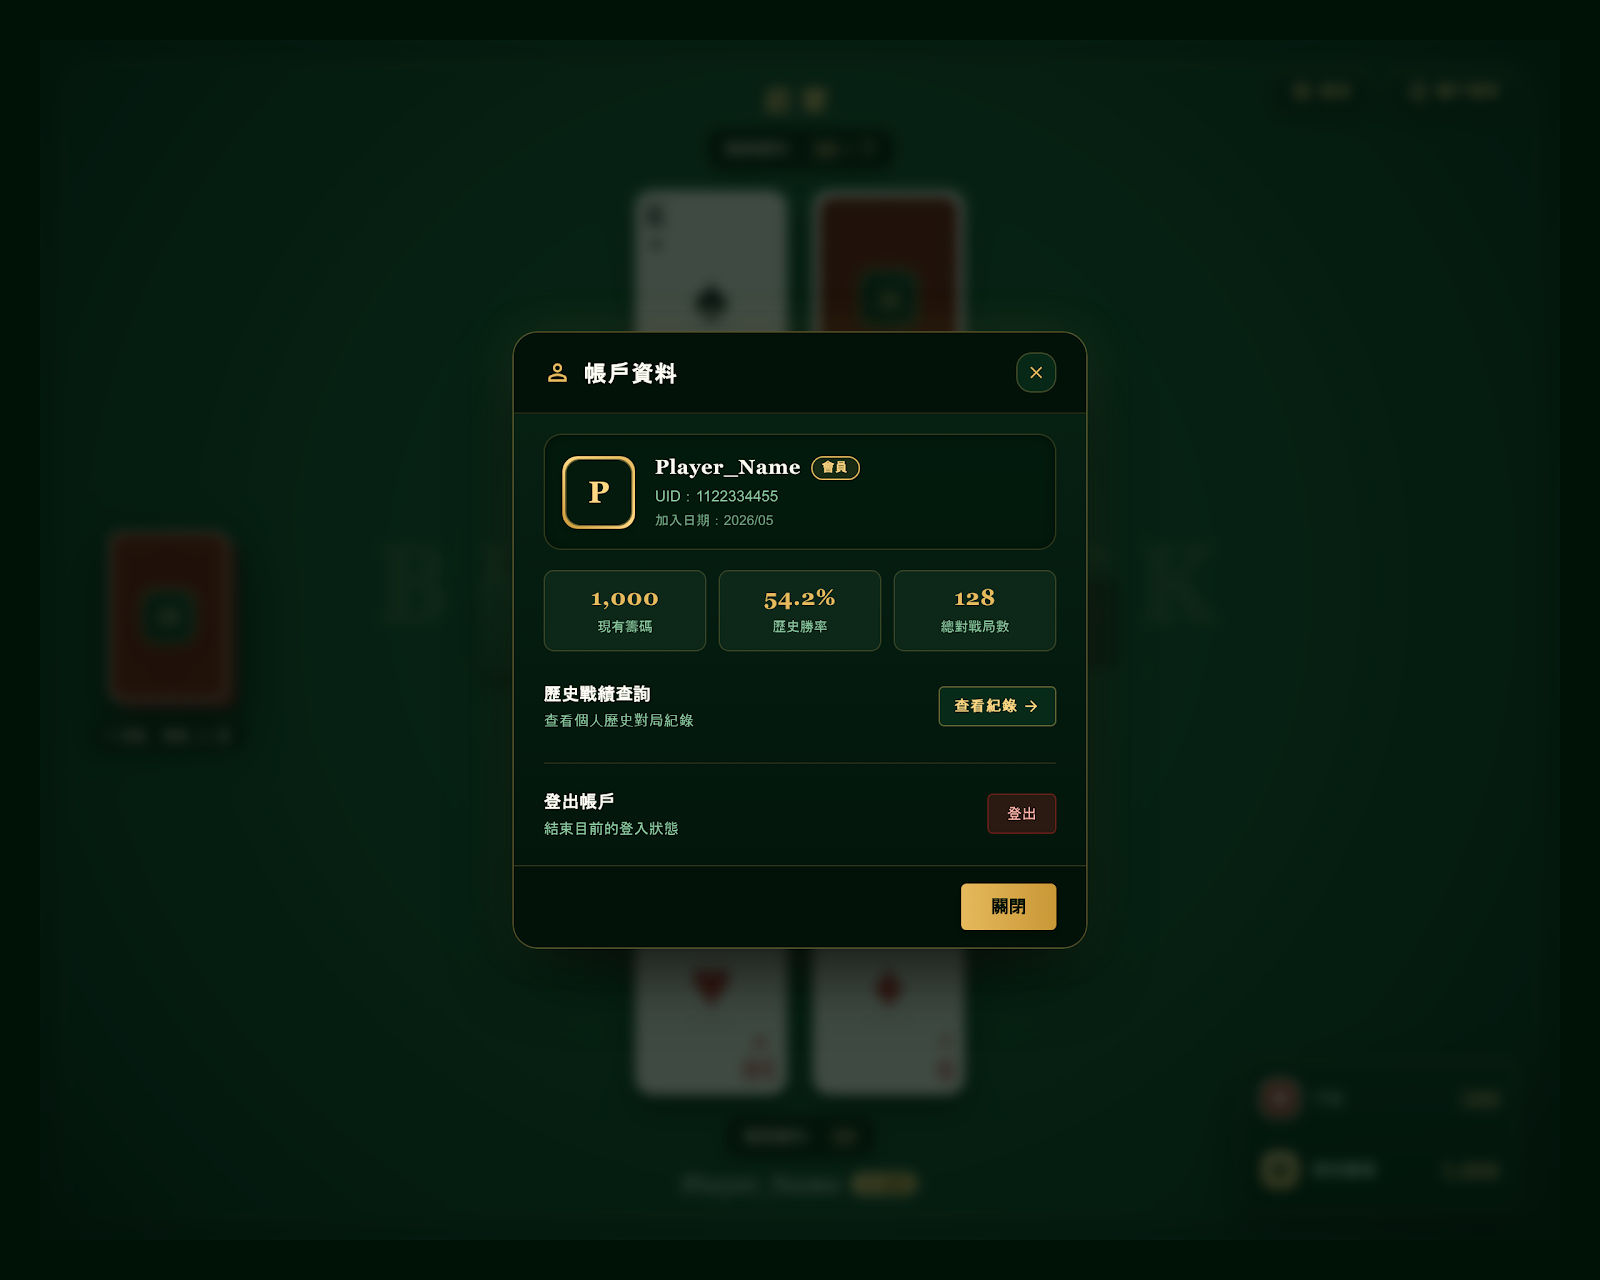 帳戶資料
P
Player_Name 會員
UID：1122334455
加入日期：2026/05
1,000
現有籌碼
54.2%
歷史勝率
128
總對戰局數
歷史戰績查詢
查看個人歷史對局紀錄
查看紀錄 →
登出帳戶
結束目前的登入狀態
登出
關閉
B
K
Player_Name